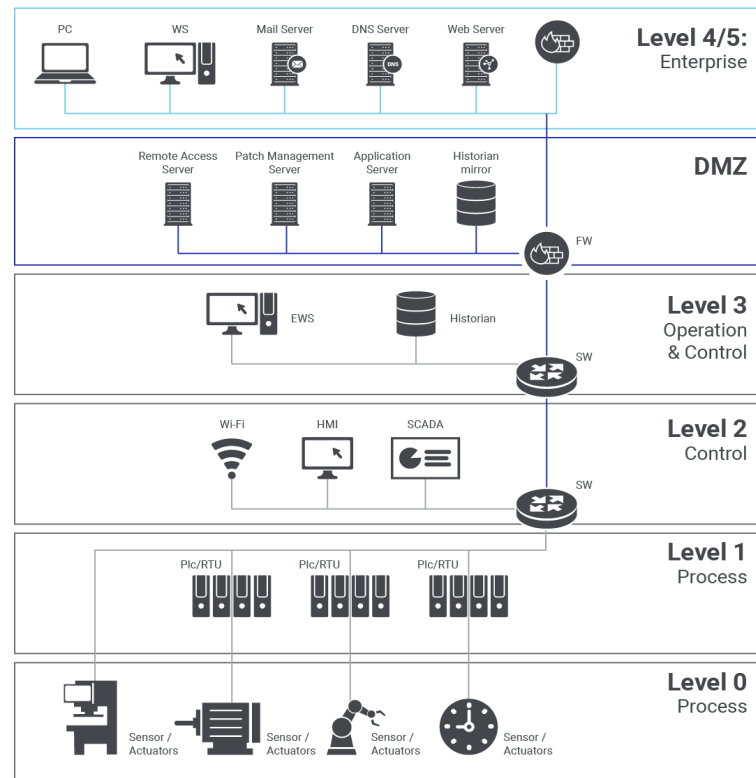 PC
WS
Mail Server
DNS Server
Web Server
Level 4/5:
Enterprise
DNS
Remote Access
Server
Patch Management
Server
Application
Server
Historian
mirror
DMZ
FW
EWS
Historian
Level 3
Operation
& Control
SW
Wi-Fi
HMI
SCADA
Level 2
Control
SW
Plc/RTU
Plc/RTU
Plc/RTU
Level 1
Process
Level 0
Process
Sensor /
Actuators
Sensor /
Actuators
Sensor /
Actuators
Sensor /
Actuators